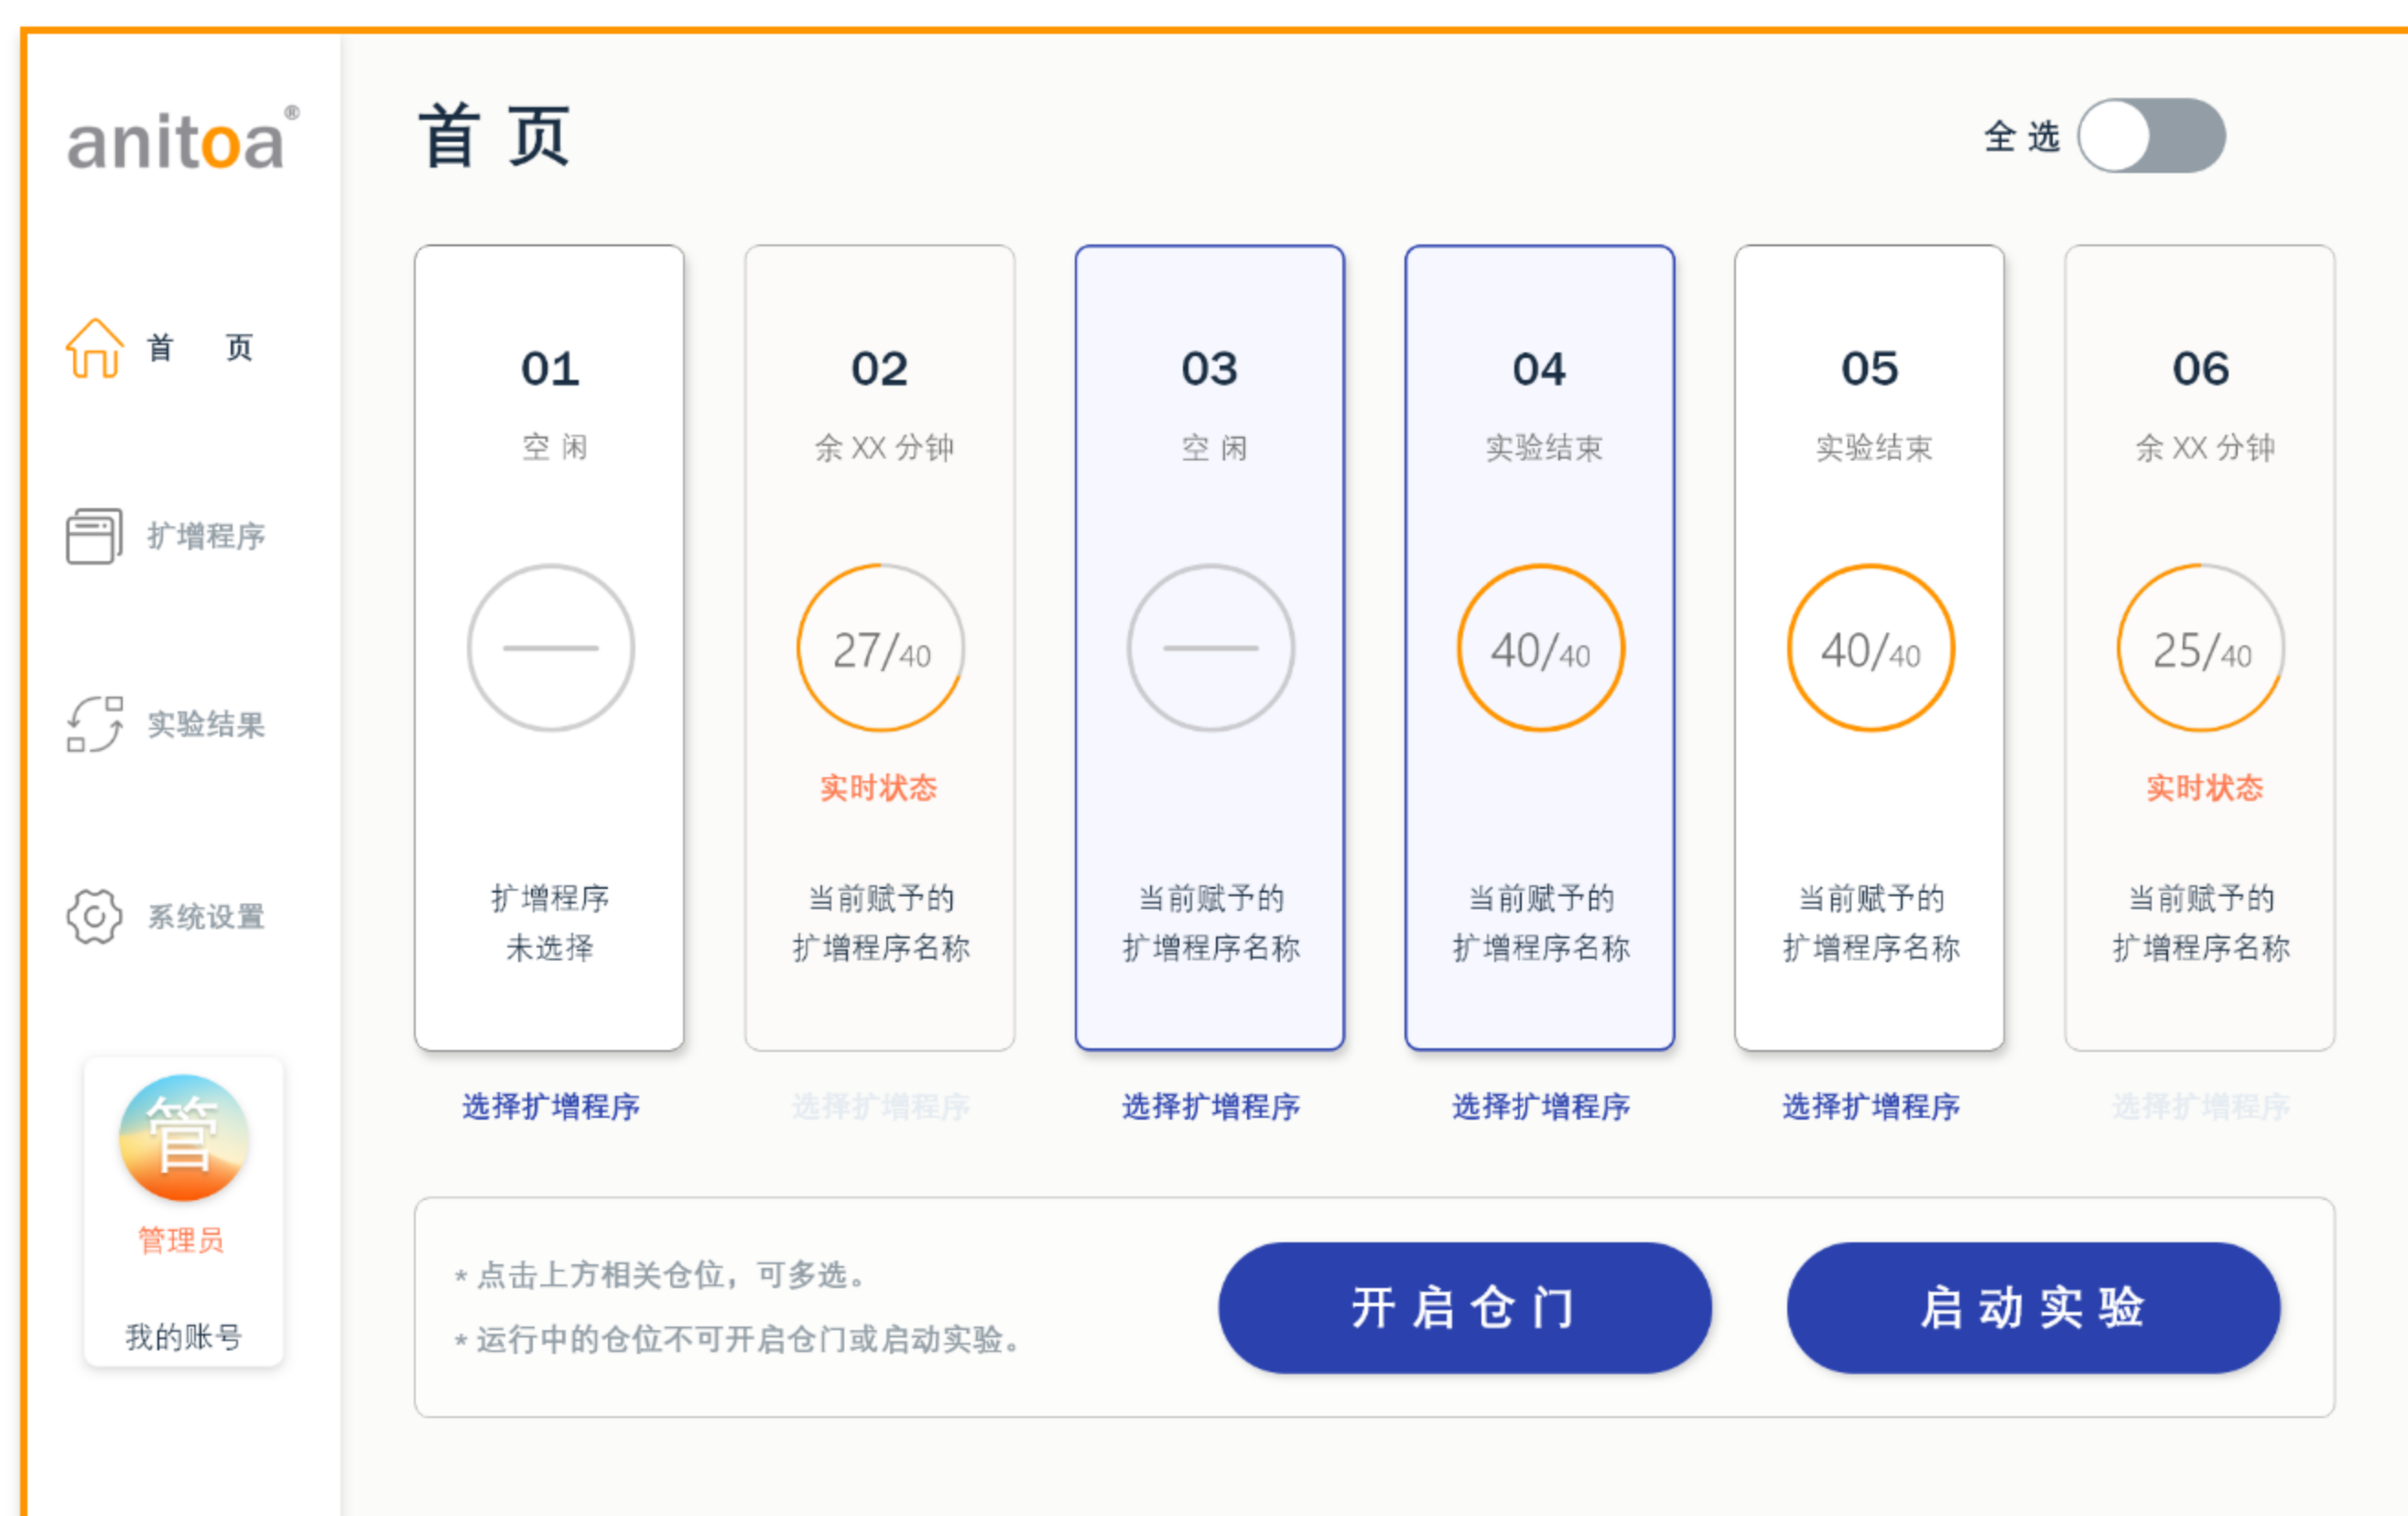 anitoa®
首 页
扩增程序
实验结果
系统设置
管
管理员
我的账号
首 页
全 选
01
空 闲
扩增程序
未选择
选择扩增程序
02
余 XX 分钟
27/40
实时状态
当前赋予的
扩增程序名称
选择扩增程序
03
空 闲
当前赋予的
扩增程序名称
选择扩增程序
04
实验结束
40/40
当前赋予的
扩增程序名称
选择扩增程序
05
实验结束
40/40
当前赋予的
扩增程序名称
选择扩增程序
06
余 XX 分钟
25/40
实时状态
当前赋予的
扩增程序名称
选择扩增程序
* 点击上方相关仓位，可多选。
* 运行中的仓位不可开启仓门或启动实验。
开启仓门
启动实验